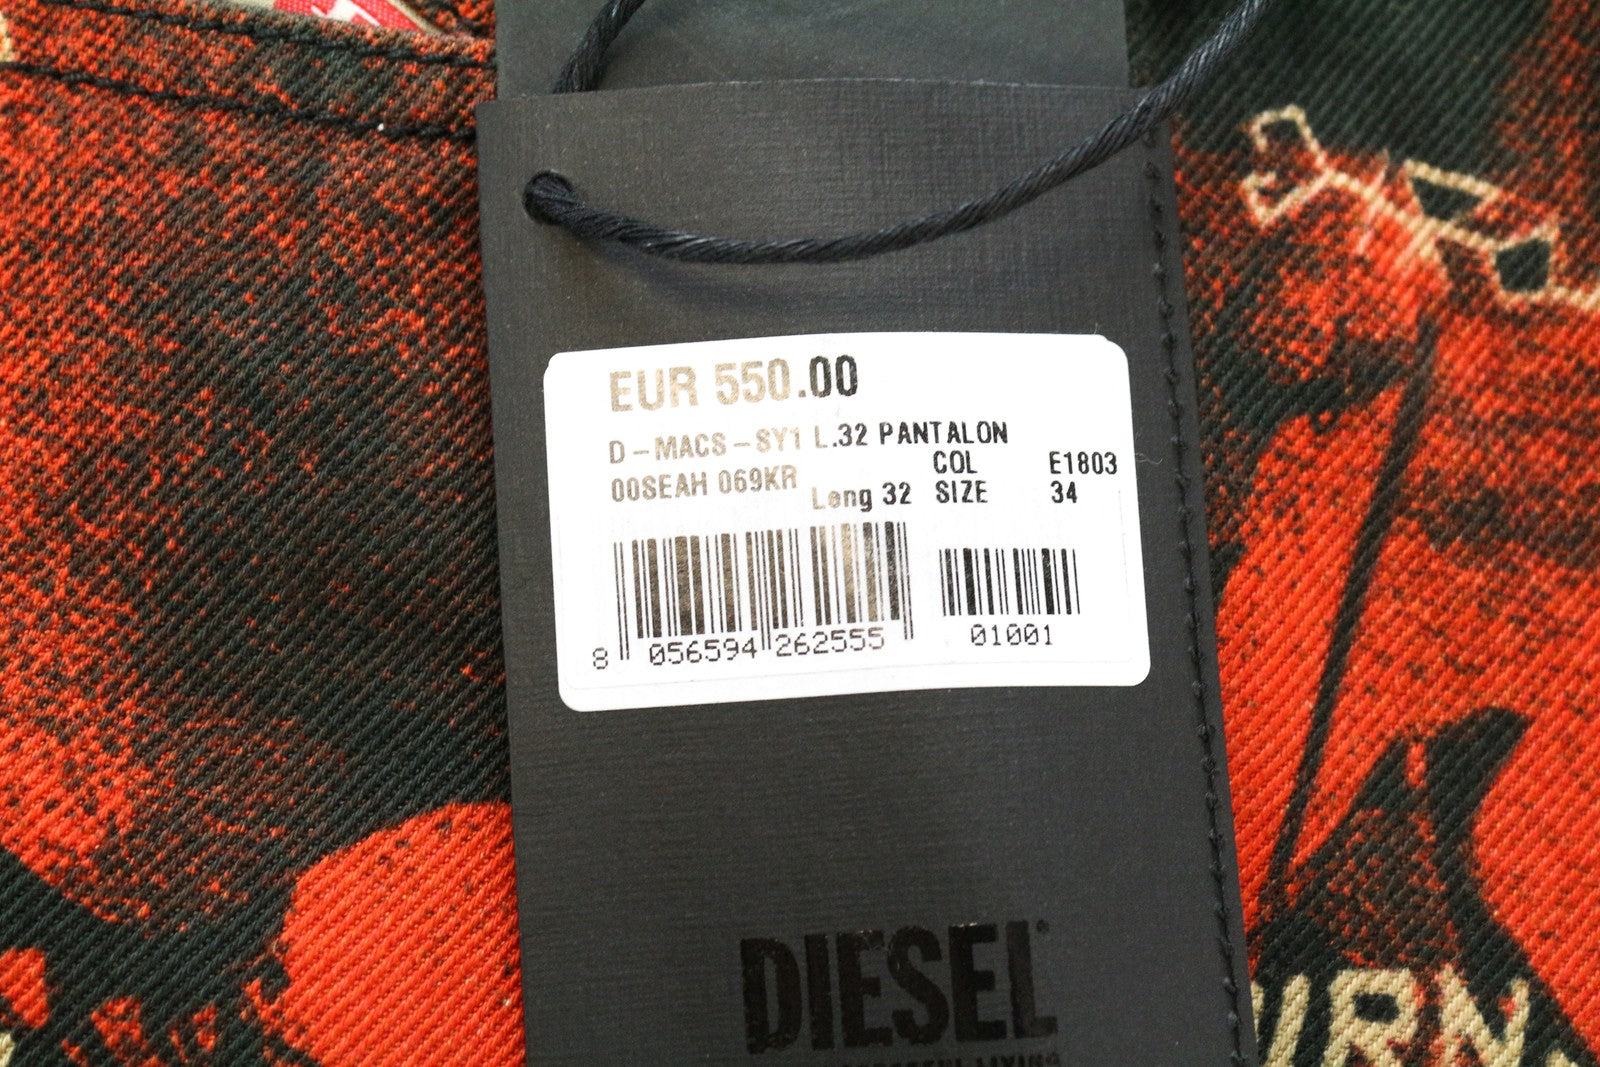 EUR 550.00
D-MACS-SY1 L.32 PANTALON
00SEAH 069KR Leng 32
COL E1803
SIZE 34
8 056594 262555
01001
DIESEL